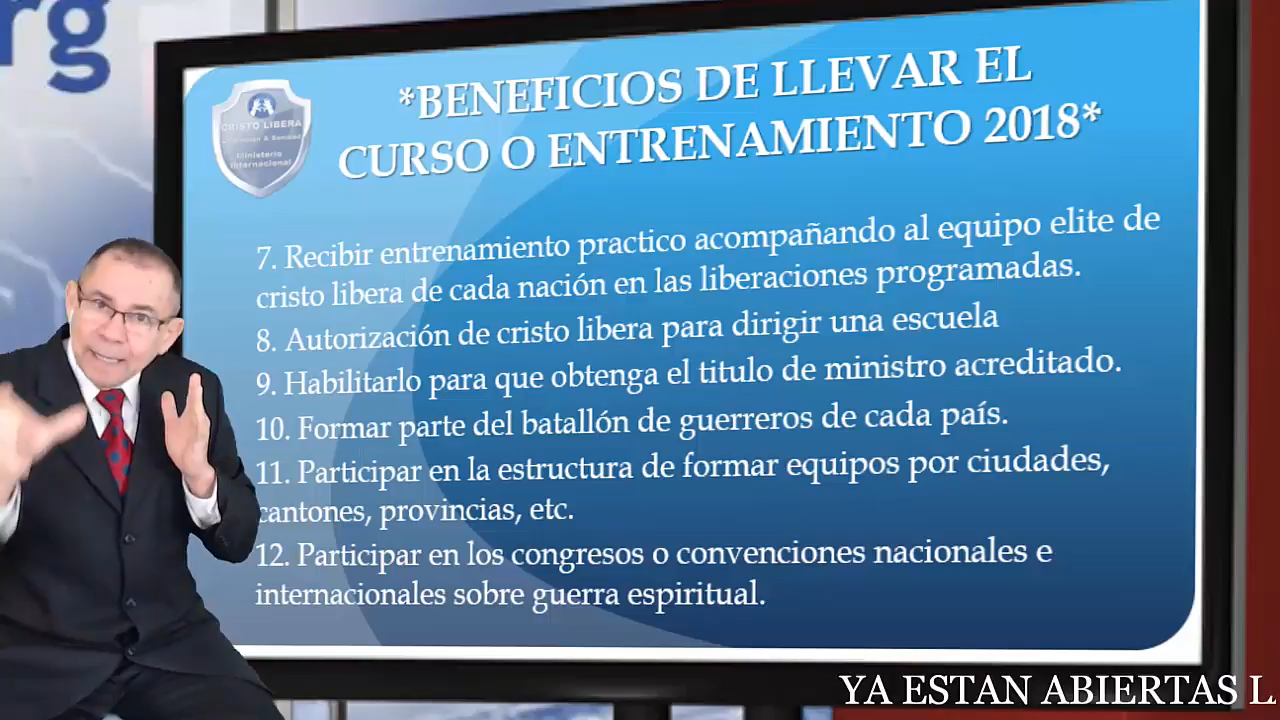 rg
*BENEFICIOS DE LLEVAR EL
CURSO O ENTRENAMIENTO 2018*
CRISTO LIBERA
Ministerio
Internacional
7. Recibir entrenamiento practico acompañando al equipo elite de
cristo libera de cada nación en las liberaciones programadas.
8. Autorización de cristo libera para dirigir una escuela
9. Habilitarlo para que obtenga el titulo de ministro acreditado.
10. Formar parte del batallón de guerreros de cada país.
11. Participar en la estructura de formar equipos por ciudades,
cantones, provincias, etc.
12. Participar en los congresos o convenciones nacionales e
internacionales sobre guerra espiritual.
YA ESTAN ABIERTAS L